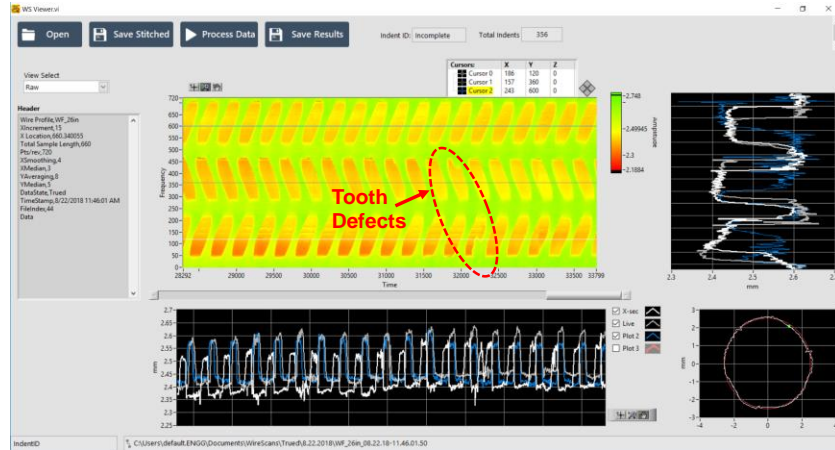 WS Viewer.vi
Open
Save Stitched
Process Data
Save Results
Indent ID: Incomplete
Total Indents 356
View Select
Raw
Header
Wire Profile,WF_26in
XIncrement,15
X Location,660.340055
Total Sample Length,660
Pts/rev,720
XSmoothing,4
XMedian,3
YAveraging,8
YMedian,5
DataState,Trued
TimeStamp,8/22/2018 11:46:01 AM
FileIndex,44
Data
Cursors: X Y Z
Cursor 0 186 120 0
Cursor 1 157 360 0
Cursor 2 243 600 0
720
650
600
550
500
450
400
350
300
250
200
150
100
50
0
Frequency
28292 29000 29500 30000 30500 31000 31500 32000 32500 33000 33500 33799
Time
Tooth
Defects
-2.748
-2.49945
-2.3
-2.1884
Amplitude
2.3 2.4 2.5 2.6 2.
mm
2.7
2.65
2.6
2.55
2.5
2.45
2.4
2.35
2.3
2.25
mm
X-sec
Live
Plot 2
Plot 3
3
2
1
0
-1
-2
-3
mm
-4 -2 0 2 4
mm
IndentID
C:\Users\default.ENGG\Documents\WireScans\Trued\8.22.2018\WF_26in_08.22.18-11.46.01.50